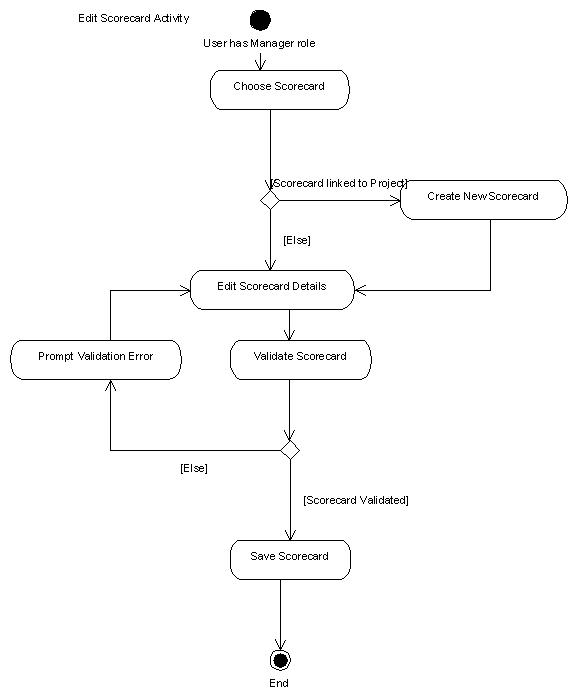 Edit Scorecard Activity
User has Manager role
Choose Scorecard
[Scorecard linked to Project]
Create New Scorecard
[Else]
Edit Scorecard Details
Prompt Validation Error
Validate Scorecard
[Else]
[Scorecard Validated]
Save Scorecard
End